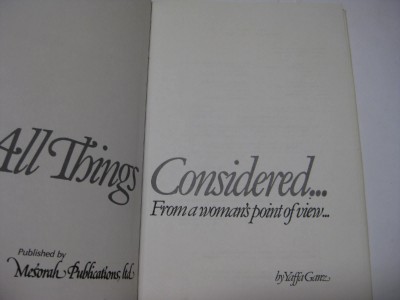 All Things Considered...
From a woman's point of view...
Published by
Mesorah Publications, ltd
by Yaffa Ganz